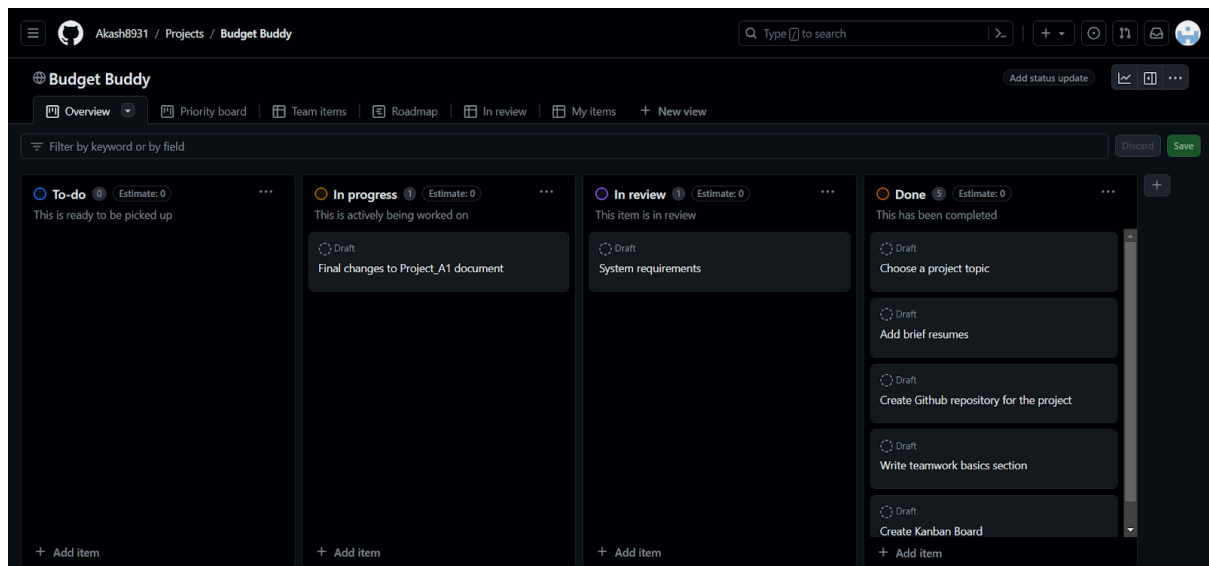 Akash8931 / Projects / Budget Buddy
Type / to search
Budget Buddy
Add status update
Overview
Priority board
Team items
Roadmap
In review
My items
+ New view
Filter by keyword or by field
Discard
Save
To-do 0 Estimate: 0
This is ready to be picked up
+ Add item
In progress 1 Estimate: 0
This is actively being worked on
Draft
Final changes to Project_A1 document
+ Add item
In review 1 Estimate: 0
This item is in review
Draft
System requirements
+ Add item
Done 5 Estimate: 0
This has been completed
Draft
Choose a project topic
Draft
Add brief resumes
Draft
Create Github repository for the project
Draft
Write teamwork basics section
Draft
Create Kanban Board
+ Add item